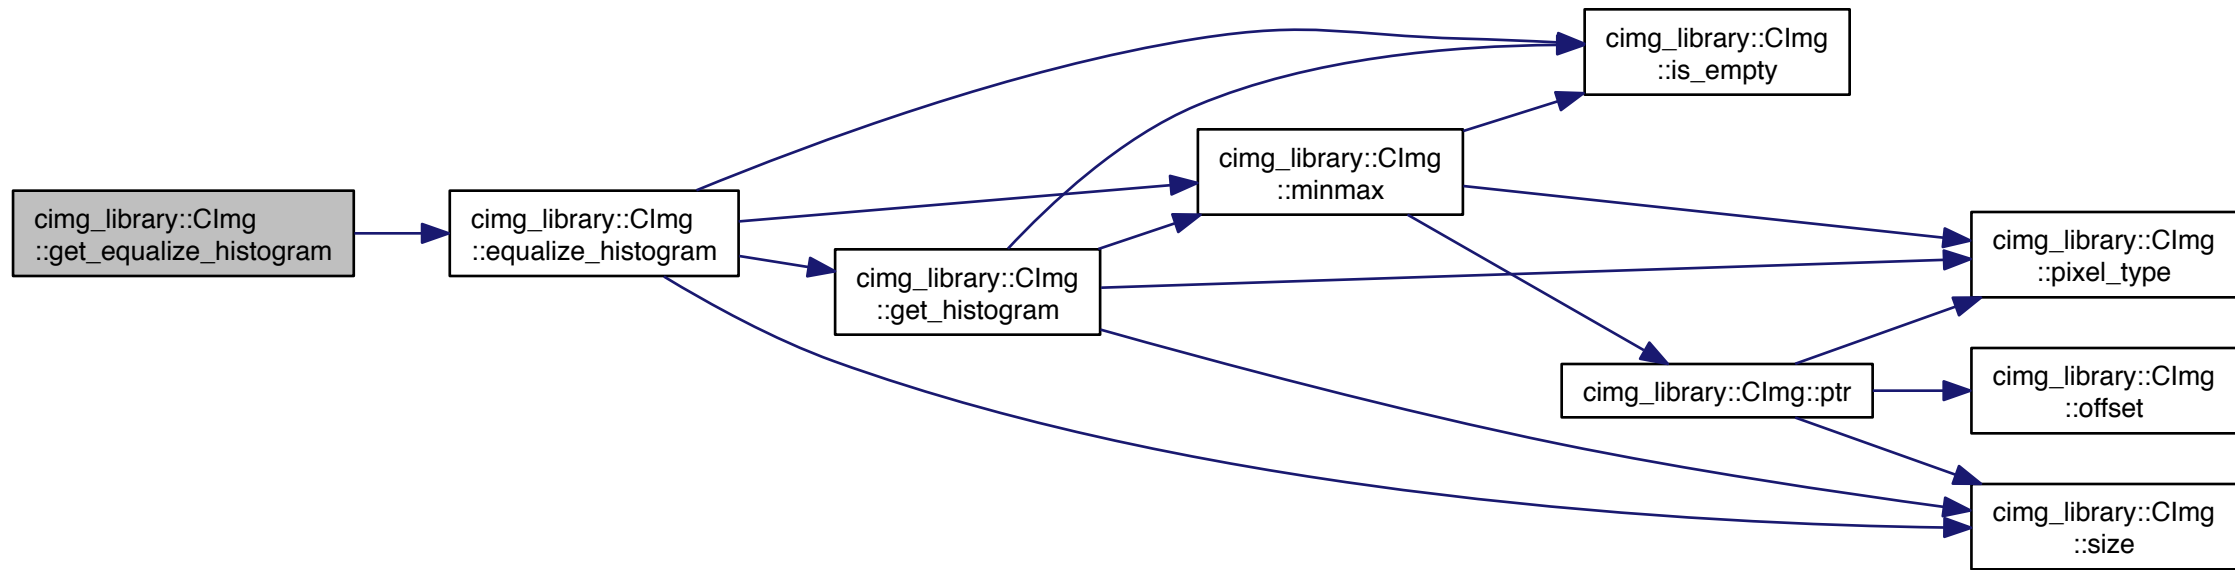 cimg_library::CImg
::get_equalize_histogram
cimg_library::CImg
::equalize_histogram
cimg_library::CImg
::get_histogram
cimg_library::CImg
::minmax
cimg_library::CImg
::is_empty
cimg_library::CImg::ptr
cimg_library::CImg
::pixel_type
cimg_library::CImg
::offset
cimg_library::CImg
::size